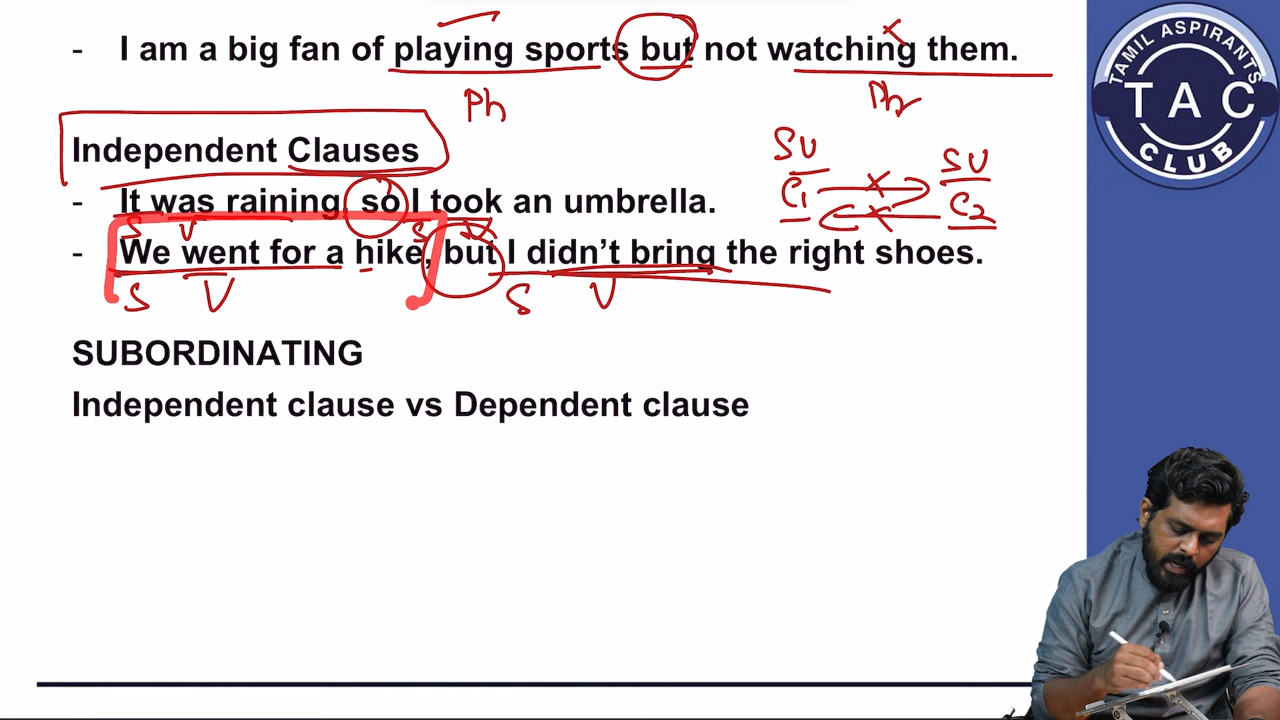 - I am a big fan of playing sports but not watching them.
Ph Ph
Independent Clauses
SV SV
- It was raining, so I took an umbrella.
C1 C2
S V S V
- We went for a hike, but I didn't bring the right shoes.
S V S V
SUBORDINATING
Independent clause vs Dependent clause
TAMIL ASPIRANTS
TAC
CLUB